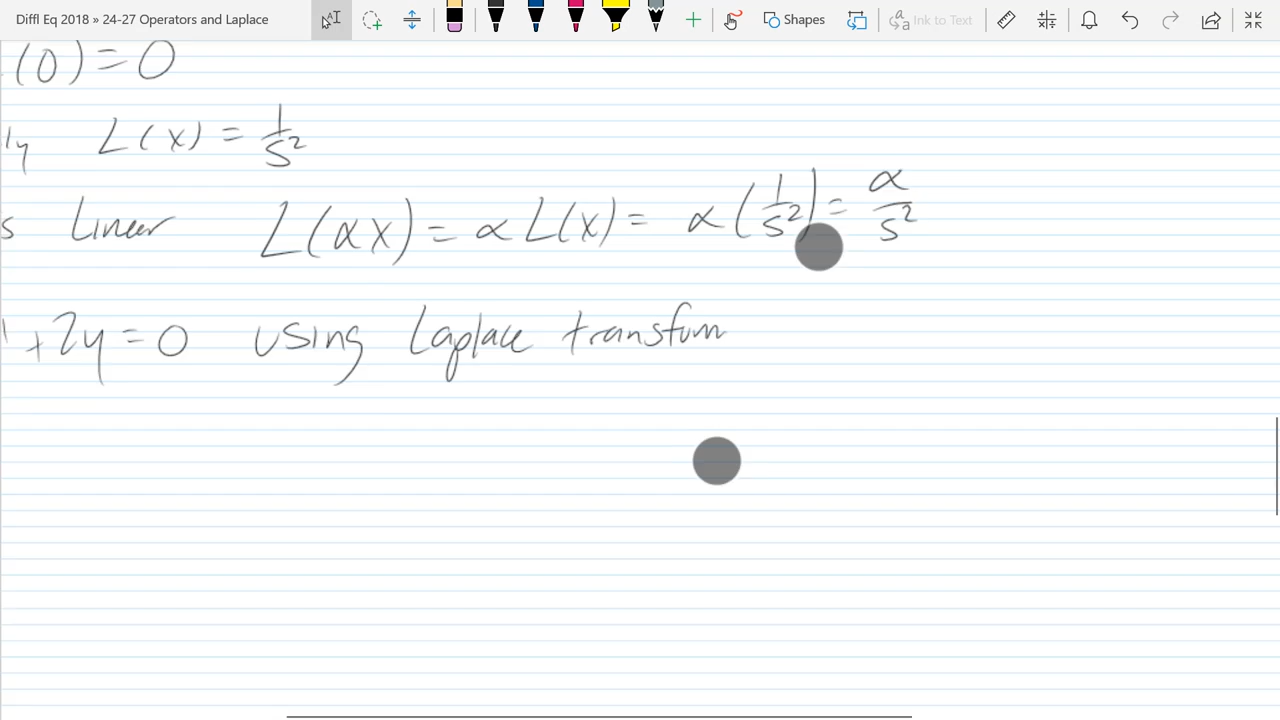 Diffl Eq 2018 » 24-27 Operators and Laplace Shapes Ink to Text
(0) = 0
ly L(x) = 1/s²
s Linear L(αx) = α L(x) = α(1/s²) = α/s²
+2y = 0 using Laplace transform